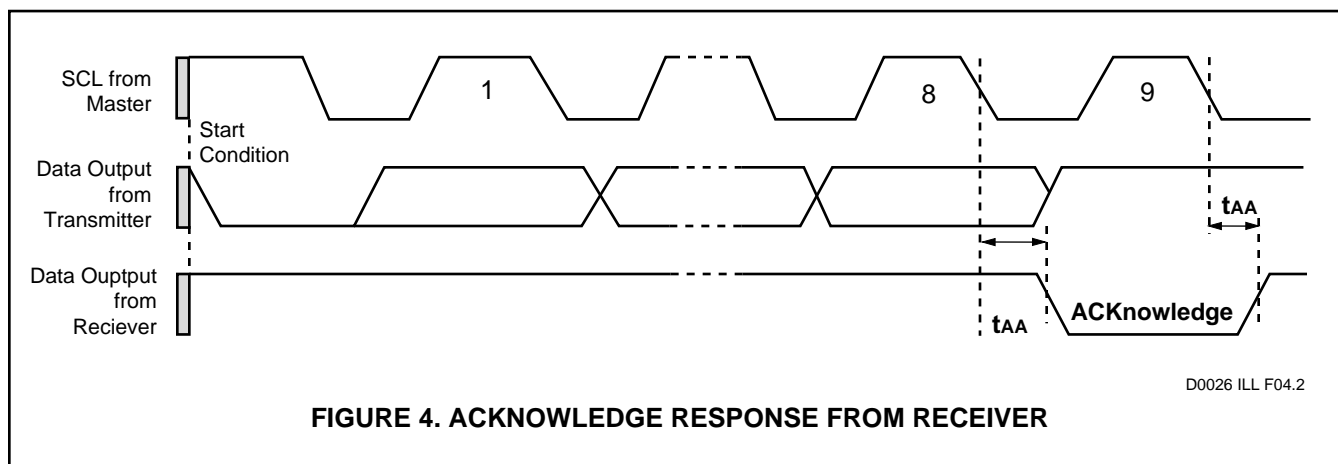 SCL from
Master
1
8
9
Start
Condition
Data Output
from
Transmitter
tAA
Data Ouptput
from
Reciever
tAA
ACKnowledge
D0026 ILL F04.2
FIGURE 4. ACKNOWLEDGE RESPONSE FROM RECEIVER